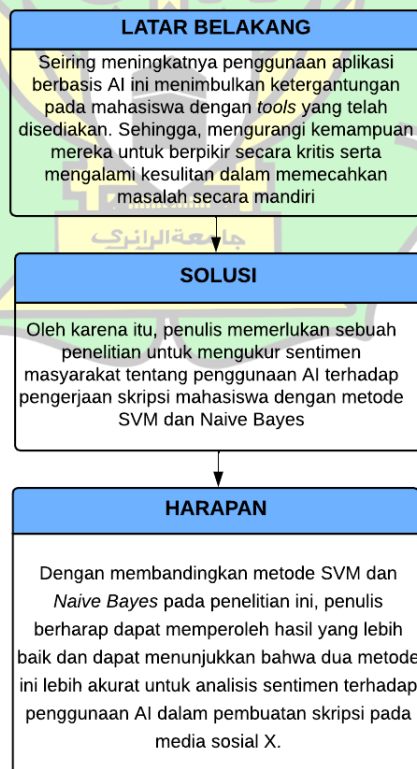 LATAR BELAKANG
Seiring meningkatnya penggunaan aplikasi
berbasis AI ini menimbulkan ketergantungan
pada mahasiswa dengan tools yang telah
disediakan. Sehingga, mengurangi kemampuan
mereka untuk berpikir secara kritis serta
mengalami kesulitan dalam memecahkan
masalah secara mandiri
جامعة الرانري
SOLUSI
Oleh karena itu, penulis memerlukan sebuah
penelitian untuk mengukur sentimen
masyarakat tentang penggunaan AI terhadap
pengerjaan skripsi mahasiswa dengan metode
SVM dan Naive Bayes
HARAPAN
Dengan membandingkan metode SVM dan
Naive Bayes pada penelitian ini, penulis
berharap dapat memperoleh hasil yang lebih
baik dan dapat menunjukkan bahwa dua metode
ini lebih akurat untuk analisis sentimen terhadap
penggunaan AI dalam pembuatan skripsi pada
media sosial X.